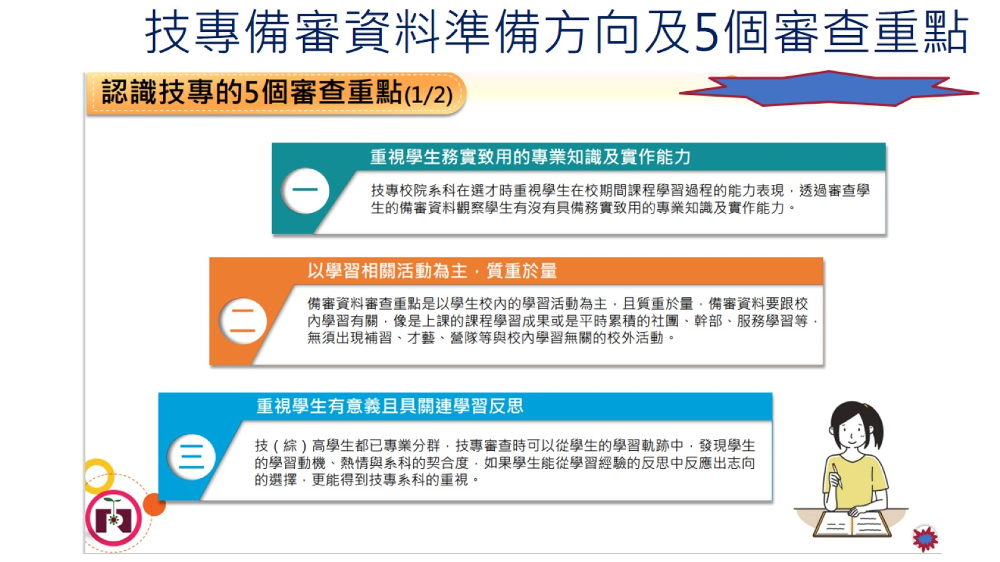 技專備審資料準備方向及5個審查重點
認識技專的5個審查重點(1/2)
一
重視學生務實致用的專業知識及實作能力
技專校院系科在選才時重視學生在校期間課程學習過程的能力表現，透過審查學
生的備審資料觀察學生有沒有具備務實致用的專業知識及實作能力。
二
以學習相關活動為主，質重於量
備審資料審查重點是以學生校內的學習活動為主，且質重於量，備審資料要跟校
內學習有關，像是上課的課程學習成果或是平時累積的社團、幹部、服務學習等，
無須出現補習、才藝、營隊等與校內學習無關的校外活動。
三
重視學生有意義且具關連學習反思
技（綜）高學生都已專業分群，技專審查時可以從學生的學習軌跡中，發現學生
的學習動機、熱情與系科的契合度，如果學生能從學習經驗的反思中反應出志向
的選擇，更能得到技專系科的重視。